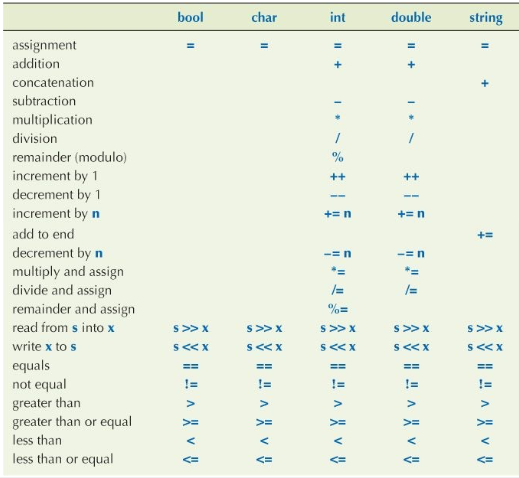 bool char int double string
assignment = = = = =
addition + +
concatenation +
subtraction − −
multiplication * *
division / /
remainder (modulo) %
increment by 1 ++ ++
decrement by 1 −− −−
increment by n += n += n
add to end +=
decrement by n −= n −= n
multiply and assign *= *=
divide and assign /= /=
remainder and assign %=
read from s into x s >> x s >> x s >> x s >> x s >> x
write x to s s << x s << x s << x s << x s << x
equals == == == == ==
not equal != != != != !=
greater than > > > > >
greater than or equal >= >= >= >= >=
less than < < < < <
less than or equal <= <= <= <= <=